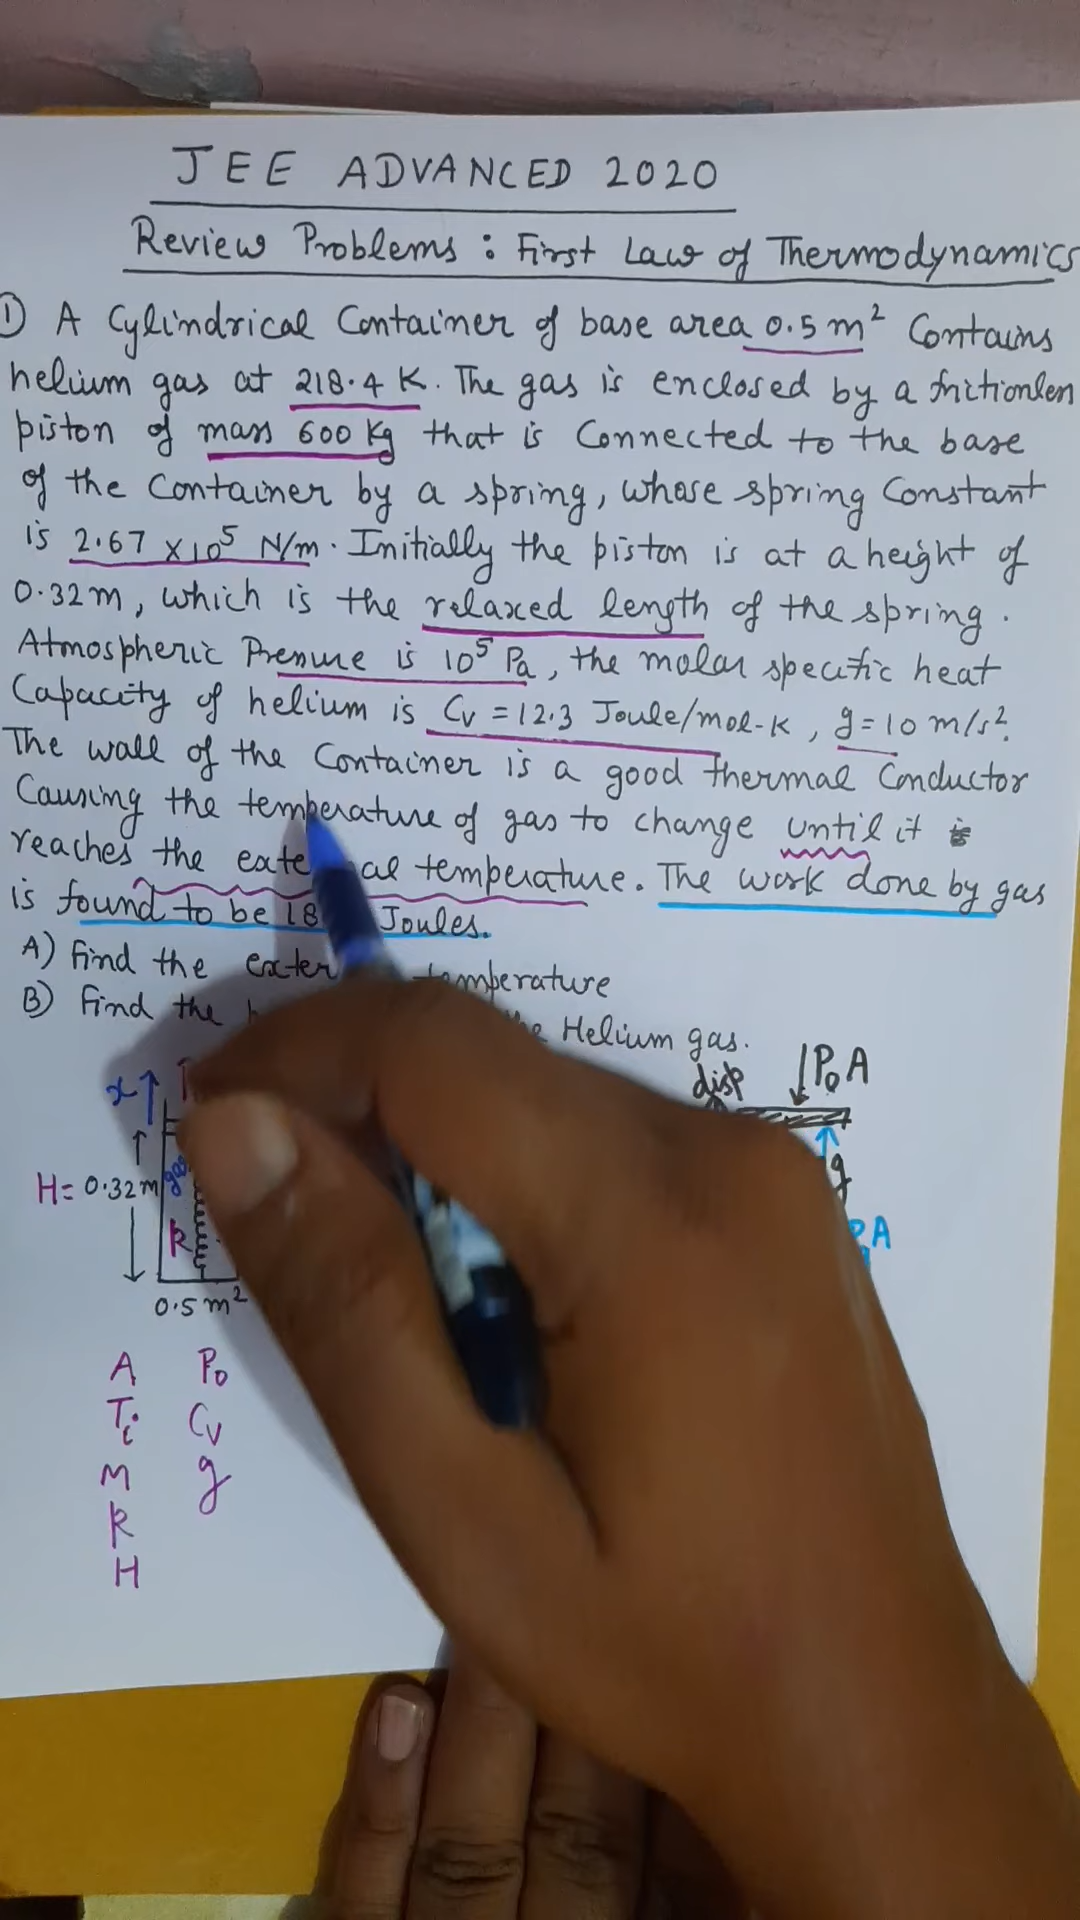 JEE ADVANCED 2020
Review Problems: First Law of Thermodynamics
① A Cylindrical Container of base area 0.5 m² Contains
helium gas at 218.4 K. The gas is enclosed by a frictionless
piston of mass 600 Kg that is Connected to the base
of the Container by a spring, whose spring Constant
is 2.67 ×10⁵ N/m. Initially the piston is at a height of
0.32m, which is the relaxed length of the spring.
Atmospheric Pressure is 10⁵ Pa, the molar specific heat
Capacity of helium is Cv = 12.3 Joule/mol-K, g=10 m/s².
The wall of the Container is a good thermal Conductor
Causing the temperature of gas to change until it
reaches the temperature. The work done by gas
is found to be Joules.
A) Find the temperature
B) Find the Helium gas.
disp P₀A
x
H= 0.32m gas
k
0.5 m²
A P₀
Ti Cv
M g
k
H